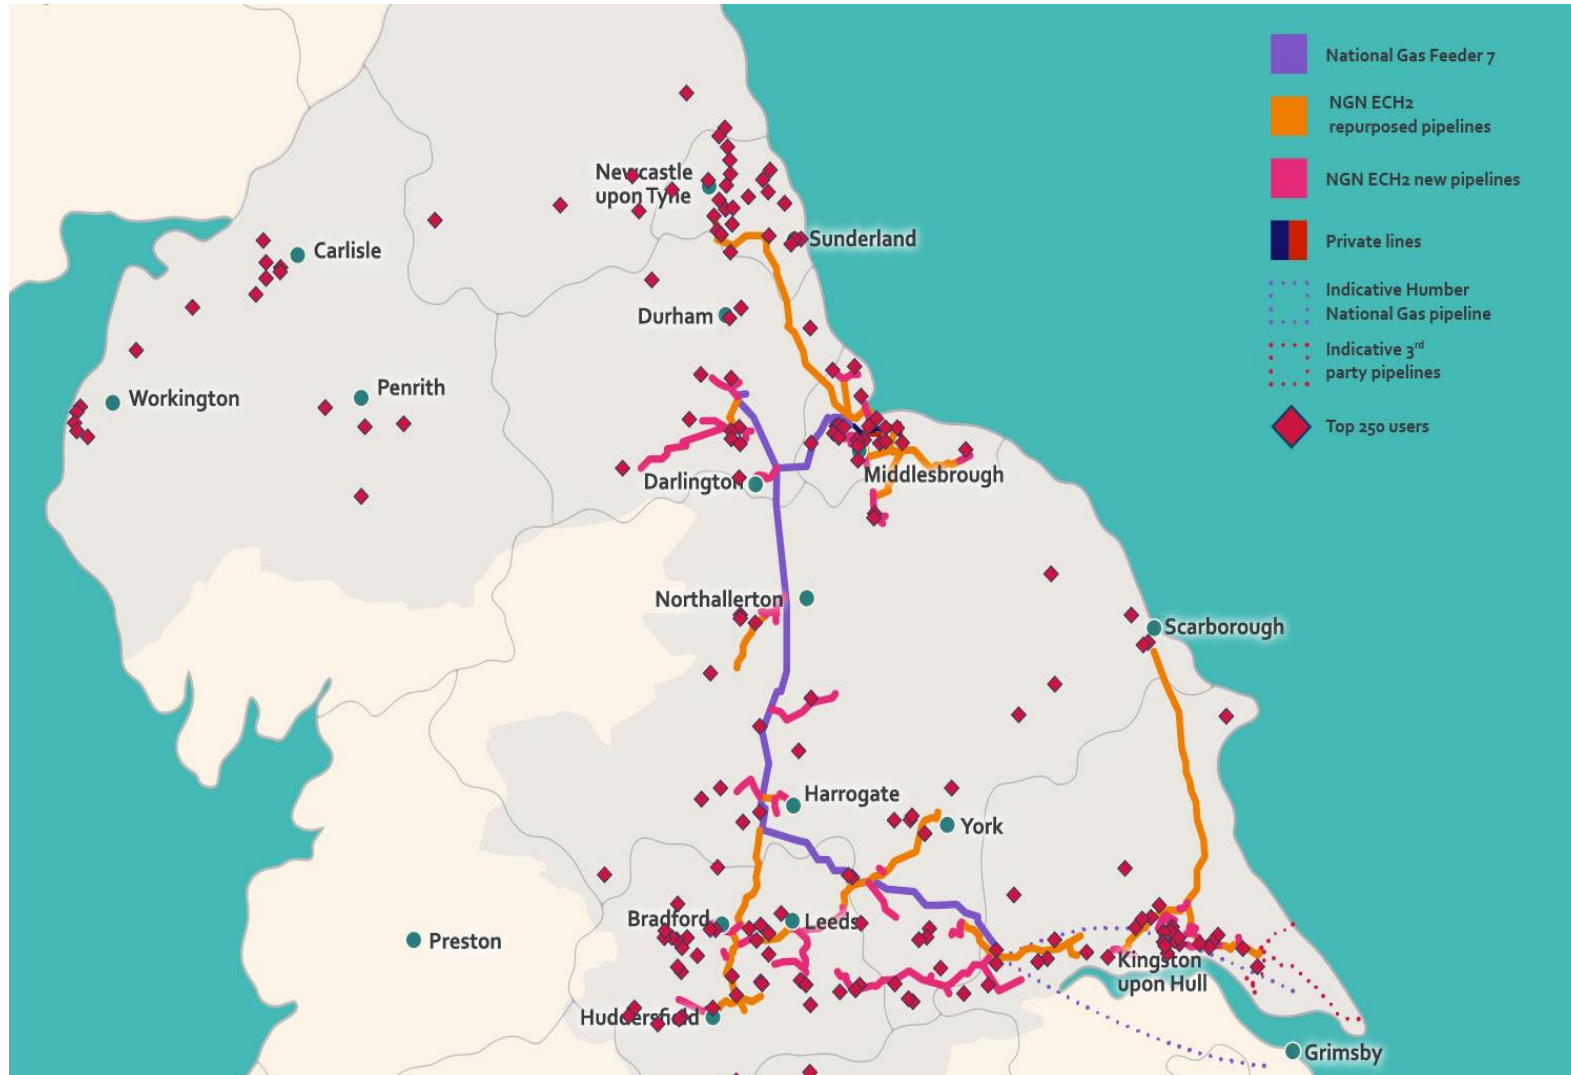 National Gas Feeder 7
NGN ECH2
repurposed pipelines
NGN ECH2 new pipelines
Private lines
Indicative Humber
National Gas pipeline
Indicative 3rd
party pipelines
Top 250 users
Newcastle
upon Tyne
Sunderland
Carlisle
Durham
Penrith
Workington
Darlington
Middlesbrough
Northallerton
Scarborough
Harrogate
York
Bradford
Leeds
Preston
Kingston
upon Hull
Huddersfield
Grimsby